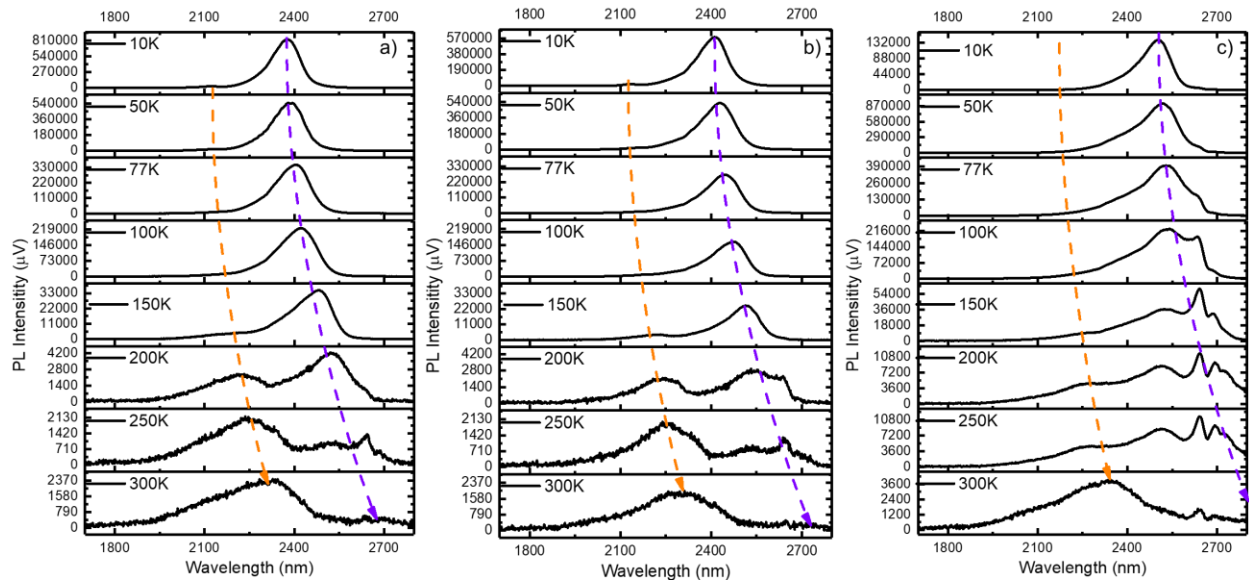 1800 2100 2400 2700
a)
810000
540000
270000
0
10K
540000
360000
180000
0
50K
330000
220000
110000
0
77K
219000
146000
73000
0
100K
33000
22000
11000
0
150K
4200
2800
1400
0
200K
2130
1420
710
0
250K
2370
1580
790
0
300K
PL Intensitity (μV)
1800 2100 2400 2700
Wavelength (nm)
1800 2100 2400 2700
b)
570000
380000
190000
0
10K
540000
360000
180000
0
50K
330000
220000
110000
0
77K
219000
146000
73000
0
100K
33000
22000
11000
0
150K
4200
2800
1400
0
200K
2130
1420
710
0
250K
2370
1580
790
0
300K
PL Intensitity (μV)
1800 2100 2400 2700
Wavelength (nm)
1800 2100 2400 2700
c)
132000
88000
44000
0
10K
870000
580000
290000
0
50K
390000
260000
130000
0
77K
216000
144000
72000
0
100K
54000
36000
18000
0
150K
10800
7200
3600
0
200K
10800
7200
3600
0
250K
3600
2400
1200
0
300K
PL Intensitity (μV)
1800 2100 2400 2700
Wavelength (nm)